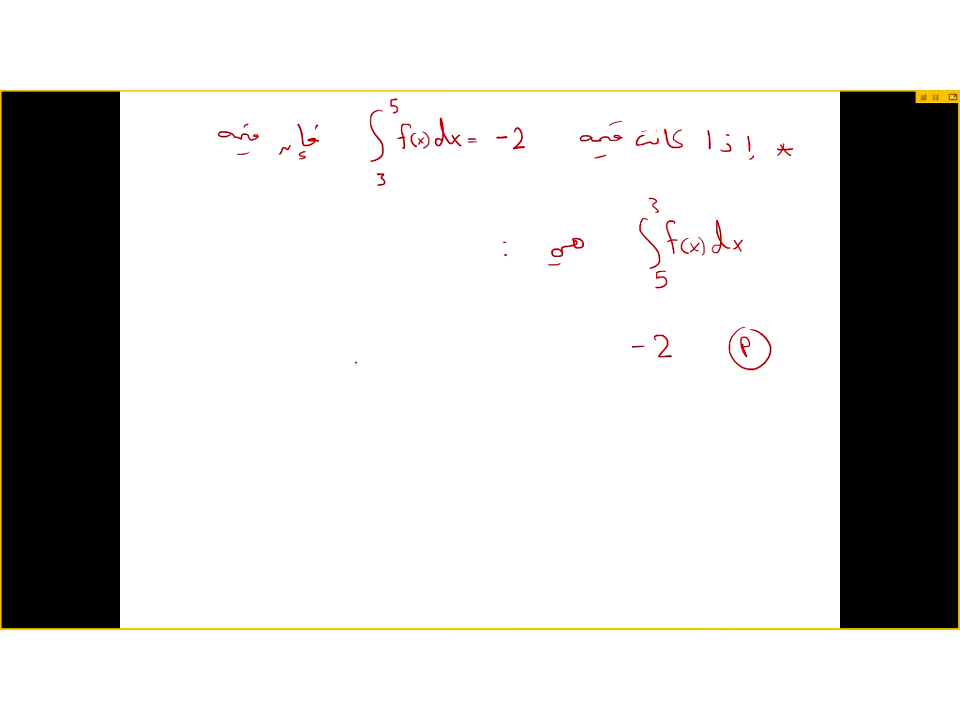 * إذا كانت قيمة ∫₃⁵ f(x) dx = -2 فإن قيمة
∫₅³ f(x) dx هي :
أ -2